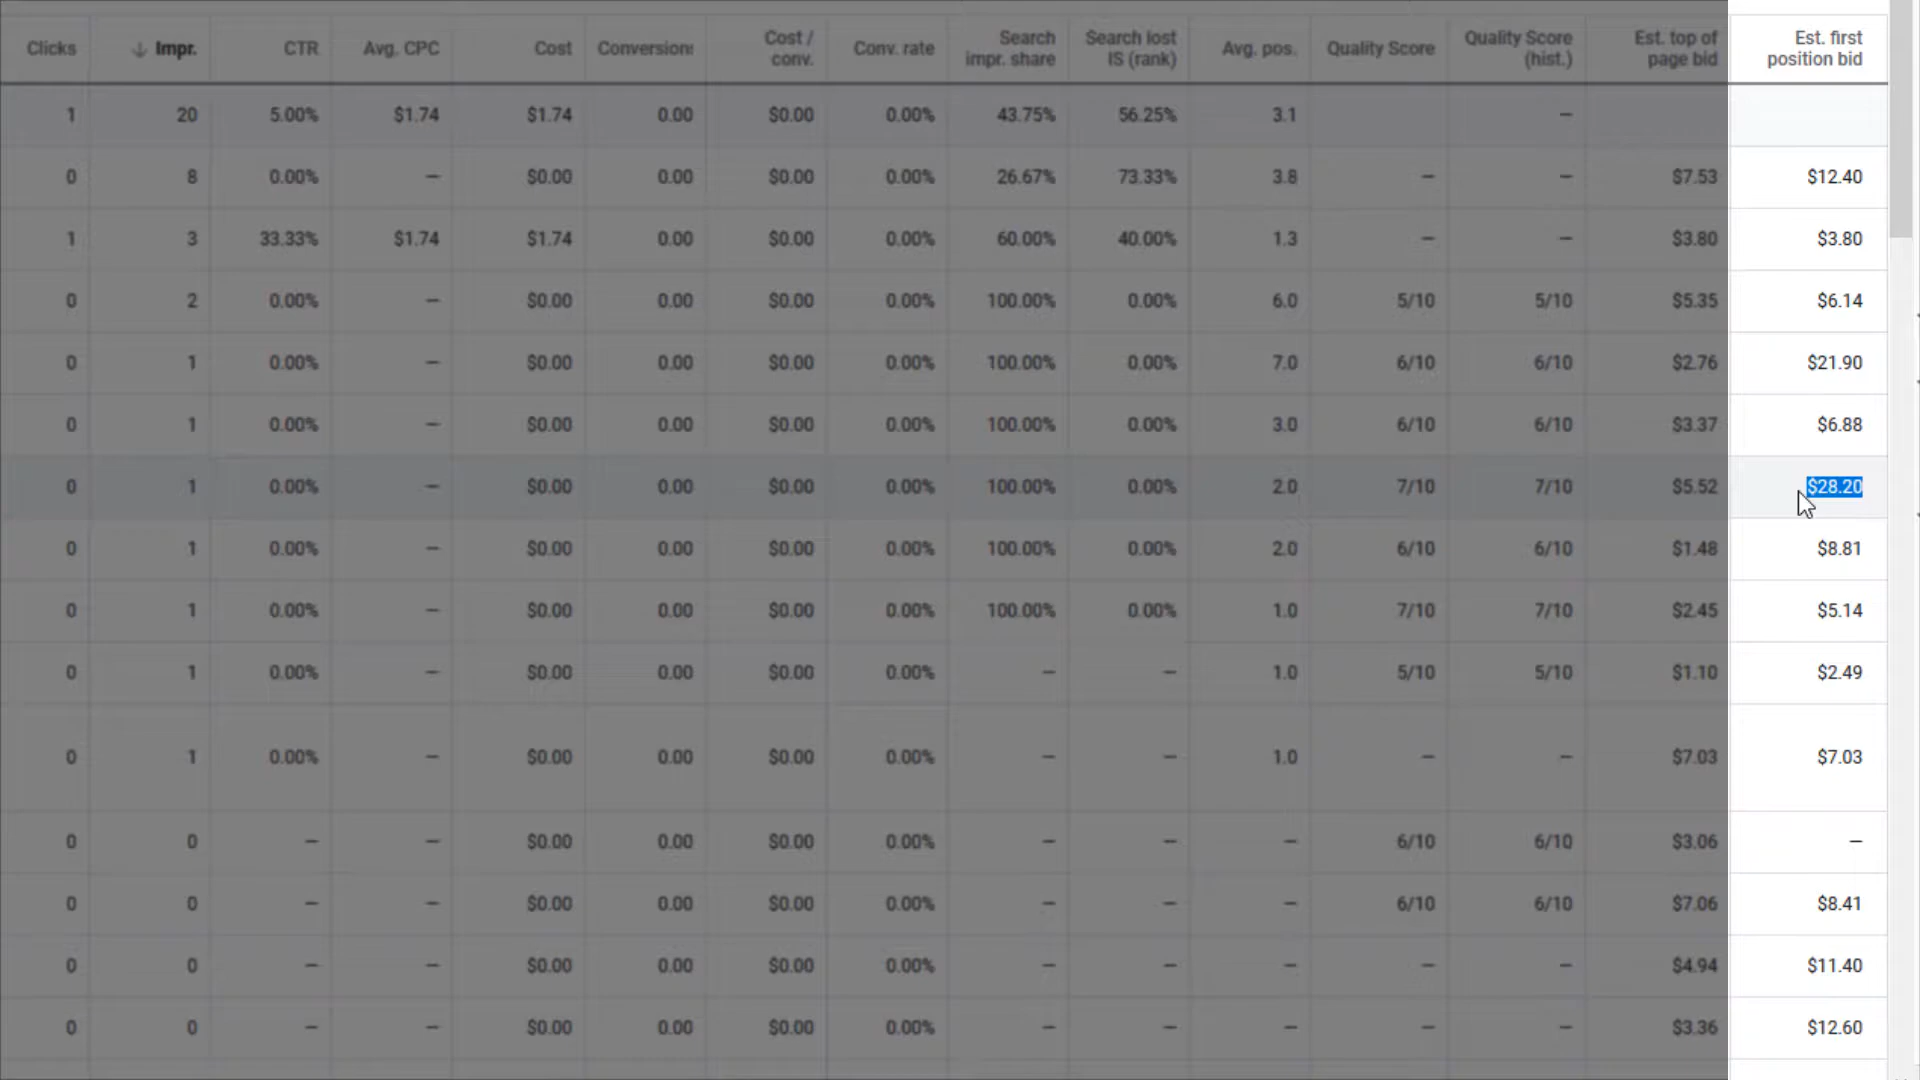 Clicks ↓ Impr. CTR Avg. CPC Cost Conversions Cost / conv. Conv. rate Search impr. share Search lost IS (rank) Avg. pos. Quality Score Quality Score (hist.) Est. top of page bid Est. first position bid
1 20 5.00% $1.74 $1.74 0.00 $0.00 0.00% 43.75% 56.25% 3.1 —
0 8 0.00% — $0.00 0.00 $0.00 0.00% 26.67% 73.33% 3.8 — — $7.53 $12.40
1 3 33.33% $1.74 $1.74 0.00 $0.00 0.00% 60.00% 40.00% 1.3 — — $3.80 $3.80
0 2 0.00% — $0.00 0.00 $0.00 0.00% 100.00% 0.00% 6.0 5/10 5/10 $5.35 $6.14
0 1 0.00% — $0.00 0.00 $0.00 0.00% 100.00% 0.00% 7.0 6/10 6/10 $2.76 $21.90
0 1 0.00% — $0.00 0.00 $0.00 0.00% 100.00% 0.00% 3.0 6/10 6/10 $3.37 $6.88
0 1 0.00% — $0.00 0.00 $0.00 0.00% 100.00% 0.00% 2.0 7/10 7/10 $5.52 $28.20
0 1 0.00% — $0.00 0.00 $0.00 0.00% 100.00% 0.00% 2.0 6/10 6/10 $1.48 $8.81
0 1 0.00% — $0.00 0.00 $0.00 0.00% 100.00% 0.00% 1.0 7/10 7/10 $2.45 $5.14
0 1 0.00% — $0.00 0.00 $0.00 0.00% — — 1.0 5/10 5/10 $1.10 $2.49
0 1 0.00% — $0.00 0.00 $0.00 0.00% — — 1.0 — — $7.03 $7.03
0 0 — — $0.00 0.00 $0.00 0.00% — — — 6/10 6/10 $3.06 —
0 0 — — $0.00 0.00 $0.00 0.00% — — — 6/10 6/10 $7.06 $8.41
0 0 — — $0.00 0.00 $0.00 0.00% — — — — — $4.94 $11.40
0 0 — — $0.00 0.00 $0.00 0.00% — — — — — $3.36 $12.60